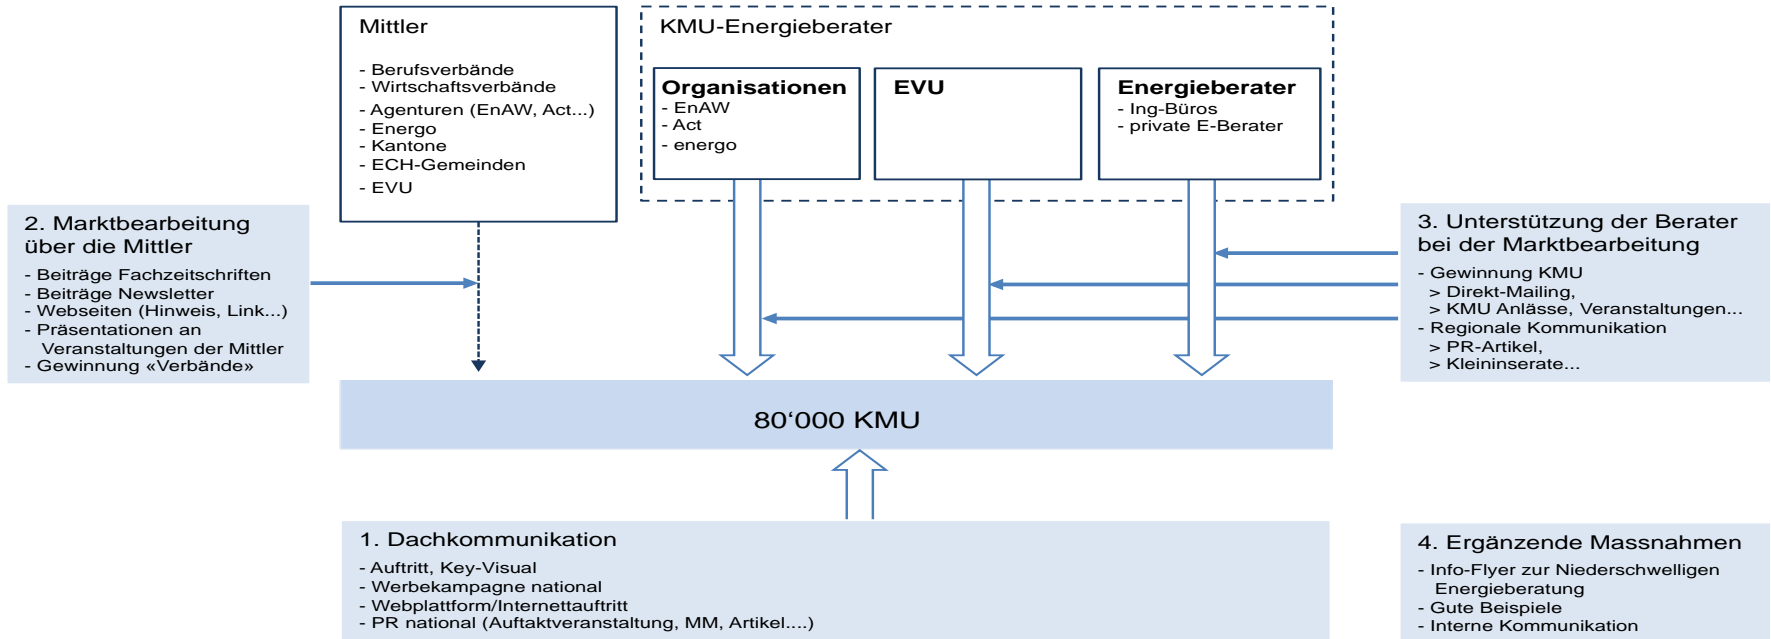 Mittler
- Berufsverbände
- Wirtschaftsverbände
- Agenturen (EnAW, Act...)
- Energo
- Kantone
- ECH-Gemeinden
- EVU
KMU-Energieberater
Organisationen
- EnAW
- Act
- energo
EVU
Energieberater
- Ing-Büros
- private E-Berater
2. Marktbearbeitung
über die Mittler
- Beiträge Fachzeitschriften
- Beiträge Newsletter
- Webseiten (Hinweis, Link...)
- Präsentationen an
Veranstaltungen der Mittler
- Gewinnung «Verbände»
3. Unterstützung der Berater
bei der Marktbearbeitung
- Gewinnung KMU
> Direkt-Mailing,
> KMU Anlässe, Veranstaltungen...
- Regionale Kommunikation
> PR-Artikel,
> Kleininserate...
80‘000 KMU
1. Dachkommunikation
- Auftritt, Key-Visual
- Werbekampagne national
- Webplattform/Internettauftritt
- PR national (Auftaktveranstaltung, MM, Artikel....)
4. Ergänzende Massnahmen
- Info-Flyer zur Niederschwelligen
Energieberatung
- Gute Beispiele
- Interne Kommunikation